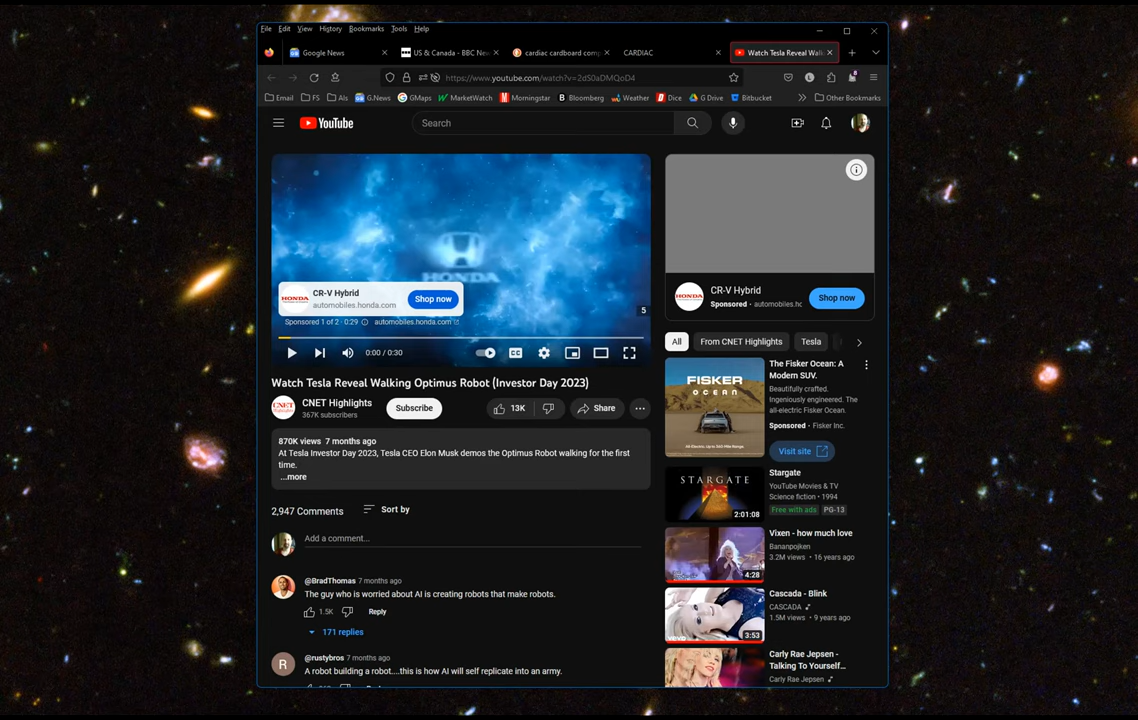 File Edit View History Bookmarks Tools Help
Google News
US & Canada - BBC New
cardiac cardboard comp
CARDIAC
Watch Tesla Reveal Walk
https://www.youtube.com/watch?v=2dS0aDMQoD4
Email FS AIs G.News GMaps MarketWatch Morningstar Bloomberg Weather Dice G Drive Bitbucket Other Bookmarks
YouTube
Search
HONDA
HONDA
CR-V Hybrid
automobiles.honda.com
Shop now
Sponsored 1 of 2 · 0:29 automobiles.honda.com
5
0:00 / 0:30
CC
Watch Tesla Reveal Walking Optimus Robot (Investor Day 2023)
CNET
CNET Highlights
367K subscribers
Subscribe
13K
Share
870K views 7 months ago
At Tesla Investor Day 2023, Tesla CEO Elon Musk demos the Optimus Robot walking for the first
time.
...more
2,947 Comments
Sort by
Add a comment...
@BradThomas 7 months ago
The guy who is worried about AI is creating robots that make robots.
1.5K
Reply
171 replies
R
@rustybros 7 months ago
A robot building a robot....this is how AI will self replicate into an army.
HONDA
CR-V Hybrid
Sponsored · automobiles.hc
Shop now
All
From CNET Highlights
Tesla
FISKER
OCEAN
The Fisker Ocean: A
Modern SUV.
Beautifully crafted.
Ingeniously engineered. The
all-electric Fisker Ocean.
Sponsored · Fisker Inc.
Visit site
STARGATE
2:01:08
Stargate
YouTube Movies & TV
Science fiction • 1994
Free with ads
PG-13
4:28
Vixen - how much love
Bananpojken
3.2M views • 16 years ago
vevo
3:53
Cascada - Blink
CASCADA
1.5M views • 9 years ago
Carly Rae Jepsen -
Talking To Yourself...
Carly Rae Jepsen